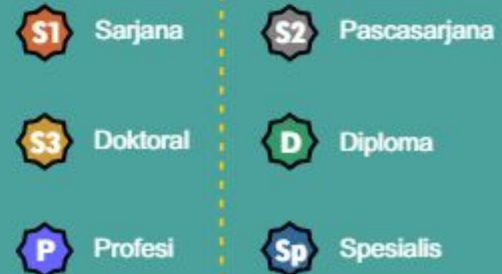 S1 Sarjana
S2 Pascasarjana
S3 Doktoral
D Diploma
P Profesi
Sp Spesialis